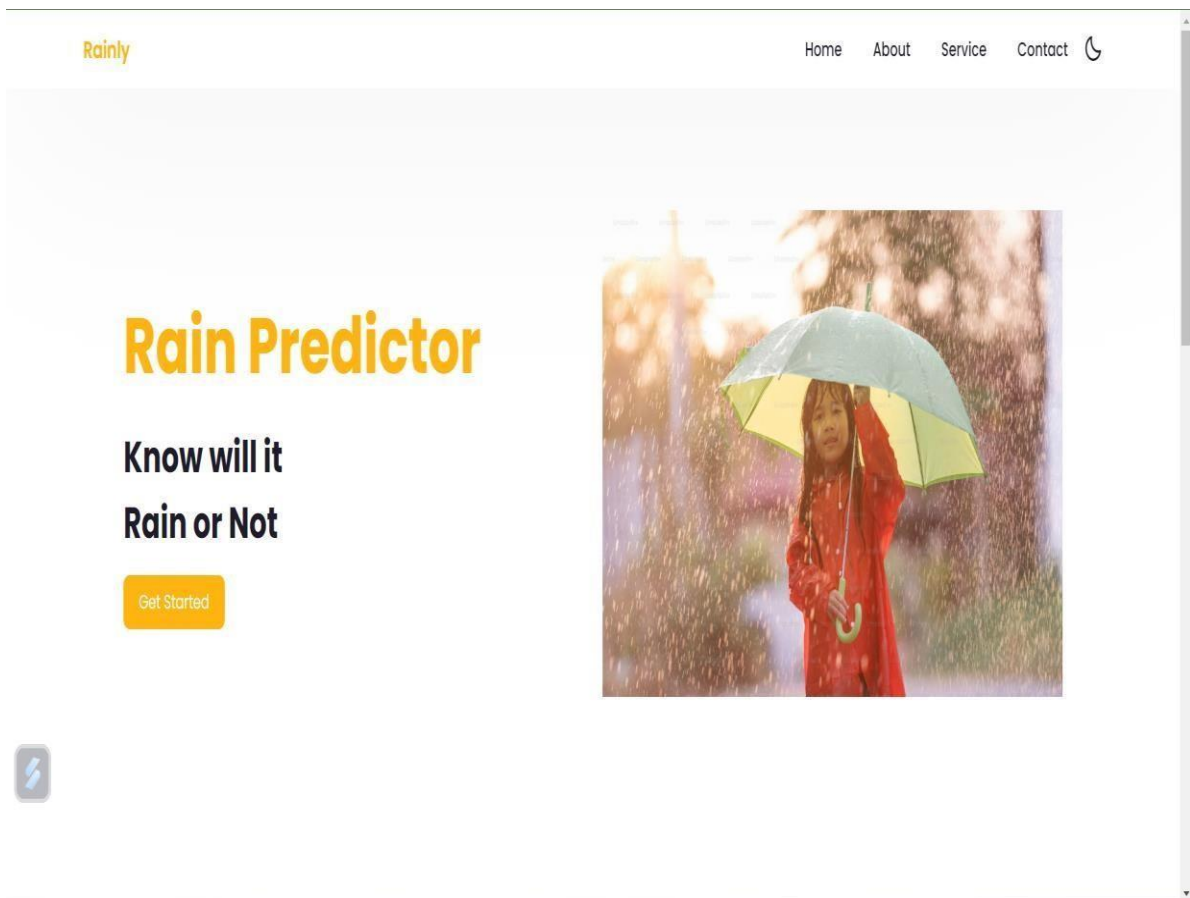 Rainly
Home About Service Contact
Rain Predictor
Know will it
Rain or Not
Get Started